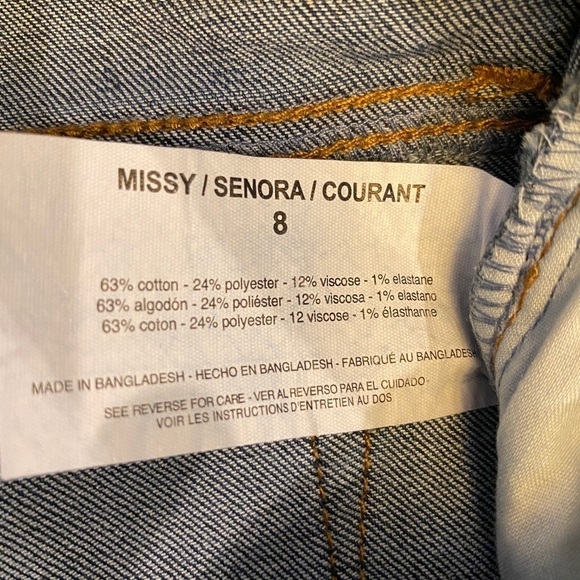 MISSY / SENORA / COURANT
8
63% cotton - 24% polyester - 12% viscose - 1% elastane
63% algodón - 24% poliéster - 12% viscosa - 1% elastano
63% coton - 24% polyester - 12 viscose - 1% élasthanne
MADE IN BANGLADESH - HECHO EN BANGLADESH - FABRIQUÉ AU BANGLADESH
SEE REVERSE FOR CARE - VER AL REVERSO PARA EL CUIDADO -
VOIR LES INSTRUCTIONS D'ENTRETIEN AU DOS